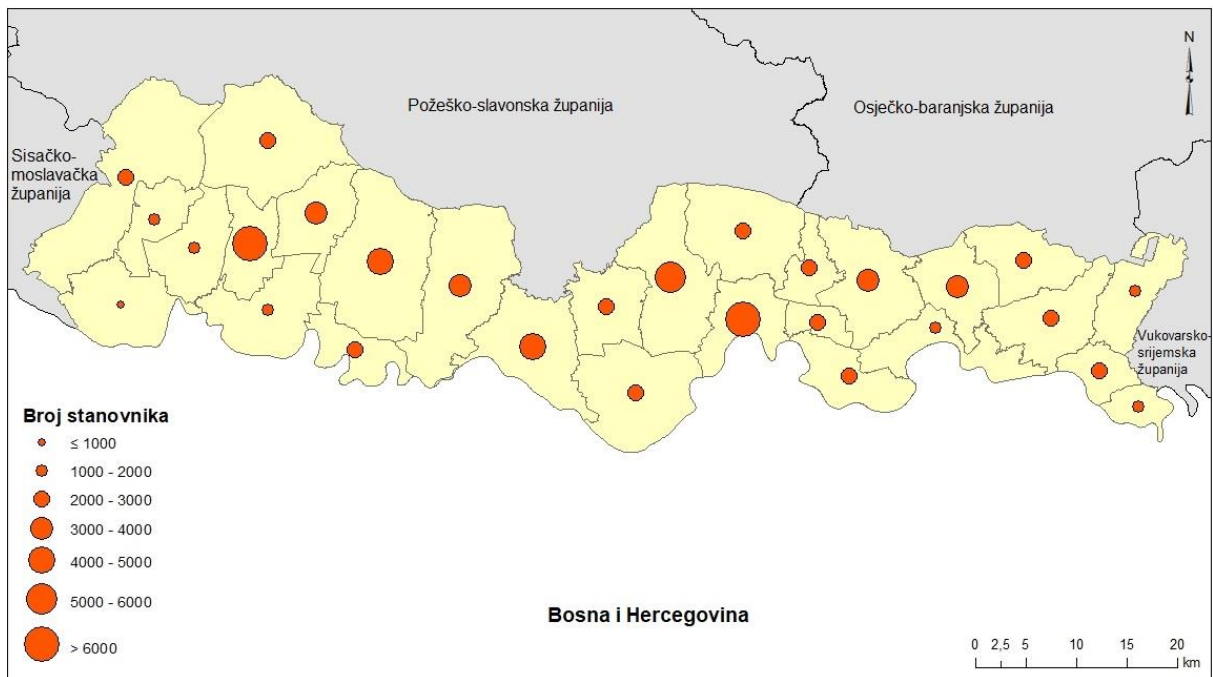 N
Požeško-slavonska županija
Osječko-baranjska županija
Sisačko-
moslavačka
županija
Vukovarsko-
srijemska
županija
Broj stanovnika
≤ 1000
1000 - 2000
2000 - 3000
3000 - 4000
4000 - 5000
5000 - 6000
> 6000
Bosna i Hercegovina
0 2,5 5 10 15 20
km